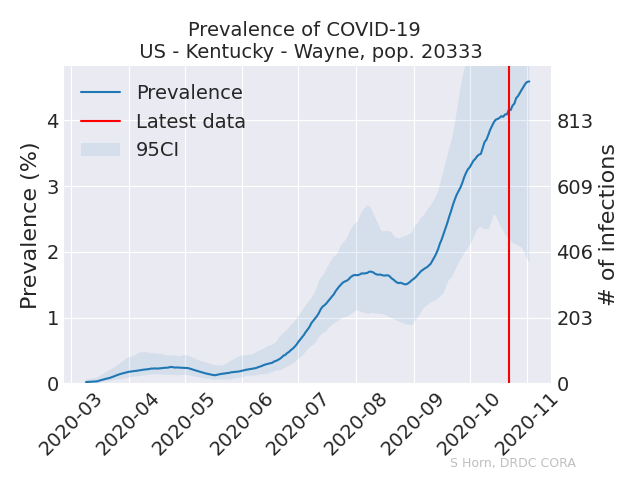 Prevalence of COVID-19
US - Kentucky - Wayne, pop. 20333
Prevalence
Latest data
95CI
Prevalence (%)
4
3
2
1
0
813
609
406
203
0
# of infections
2020-03
2020-04
2020-05
2020-06
2020-07
2020-08
2020-09
2020-10
2020-11
S Horn, DRDC CORA